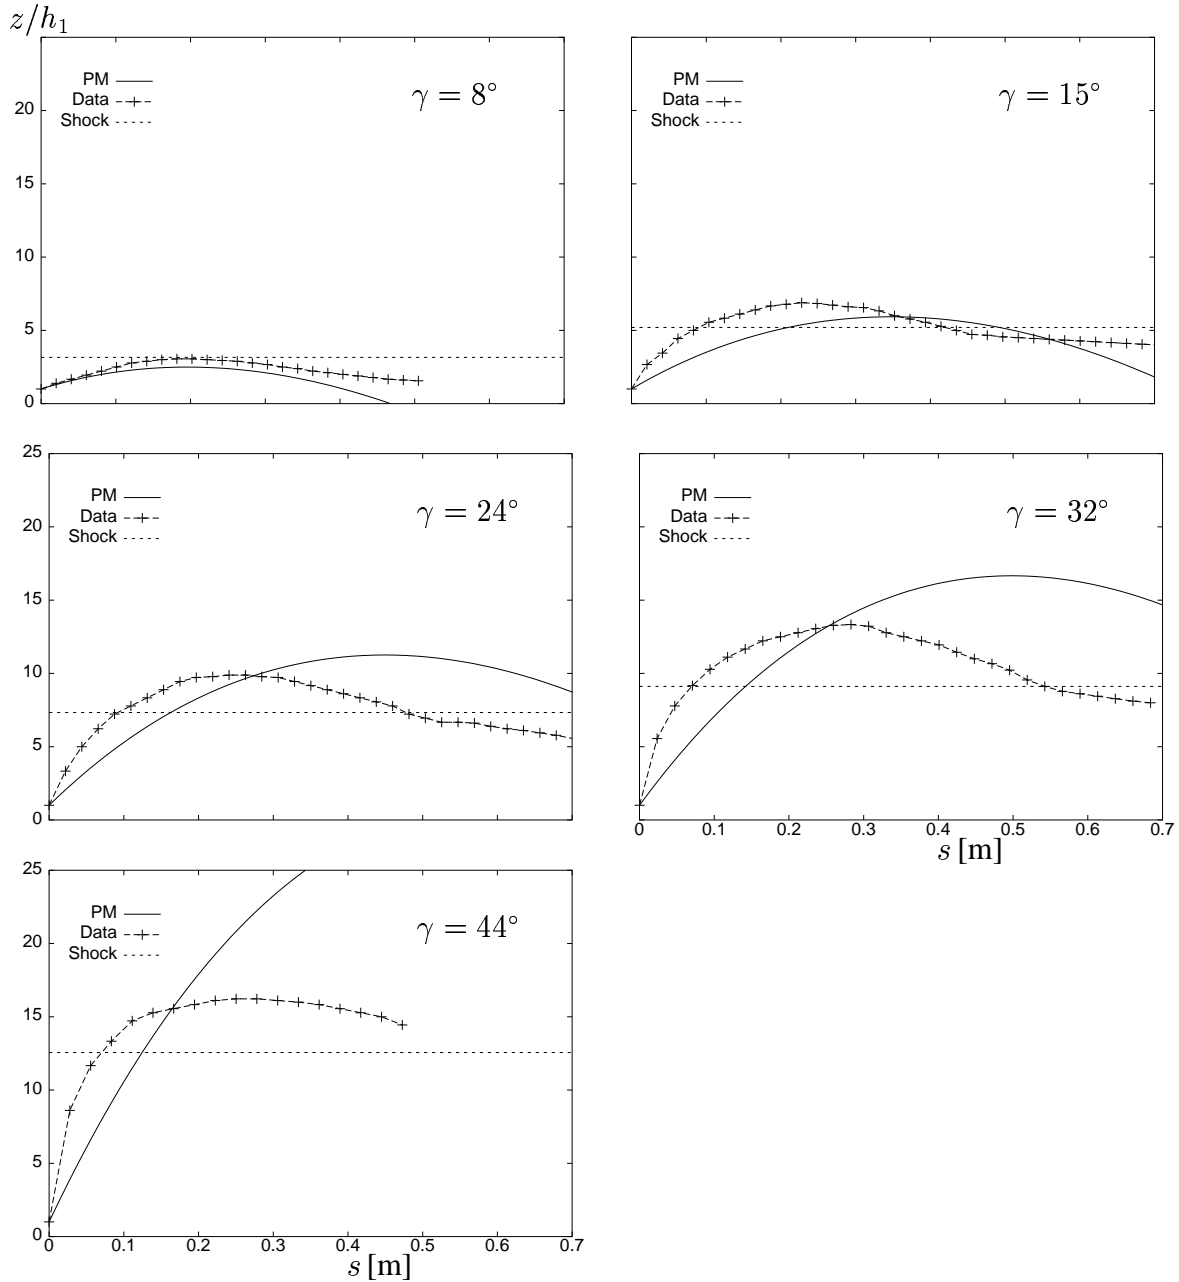 z/h₁
PM
Data
Shock
γ = 8°
20
15
10
5
0
PM
Data
Shock
γ = 15°
25
20
15
10
5
0
PM
Data
Shock
γ = 24°
PM
Data
Shock
γ = 32°
0 0.1 0.2 0.3 0.4 0.5 0.6 0.7
s [m]
25
20
15
10
5
0
PM
Data
Shock
γ = 44°
0 0.1 0.2 0.3 0.4 0.5 0.6 0.7
s [m]